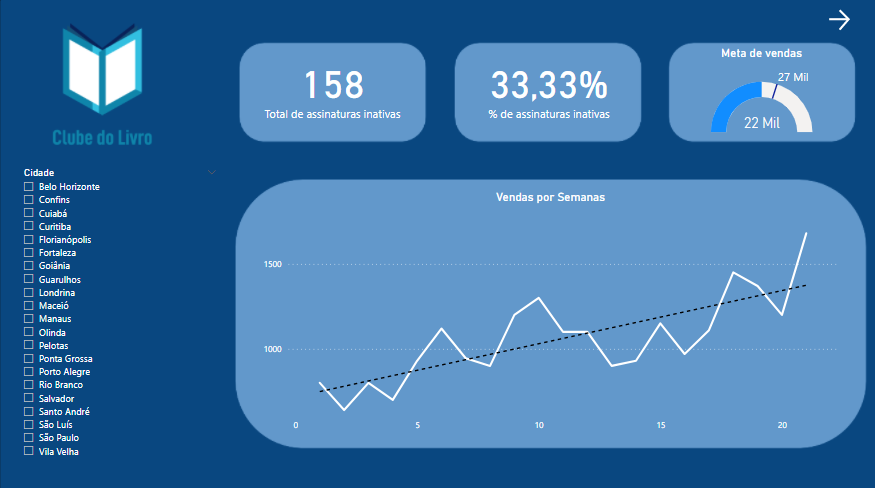 Clube do Livro
Cidade
Belo Horizonte
Confins
Cuiabá
Curitiba
Florianópolis
Fortaleza
Goiânia
Guarulhos
Londrina
Maceió
Manaus
Olinda
Pelotas
Ponta Grossa
Porto Alegre
Rio Branco
Salvador
Santo André
São Luís
São Paulo
Vila Velha
158
Total de assinaturas inativas
33,33%
% de assinaturas inativas
Meta de vendas
27 Mil
22 Mil
Vendas por Semanas
1500
1000
0 5 10 15 20